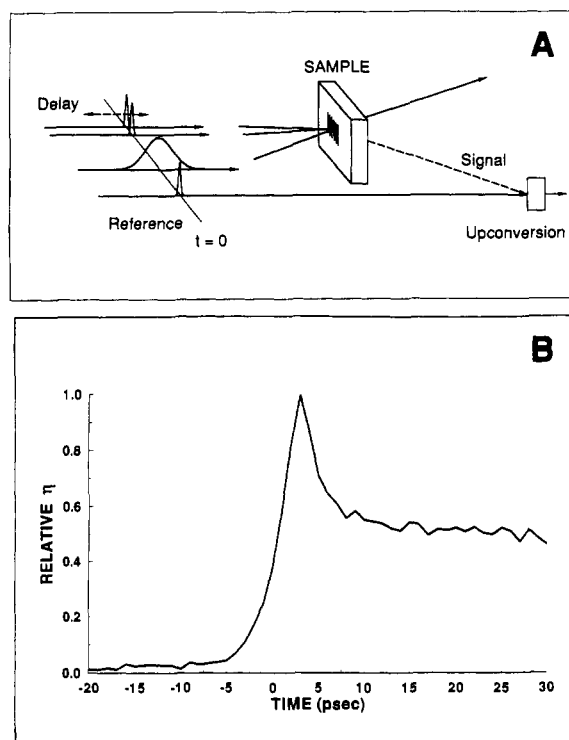 A
SAMPLE
Delay
Signal
Reference
t = 0
Upconversion
B
RELATIVE η
1.0
0.8
0.6
0.4
0.2
0.0
-20 -15 -10 -5 0 5 10 15 20 25 30
TIME (psec)